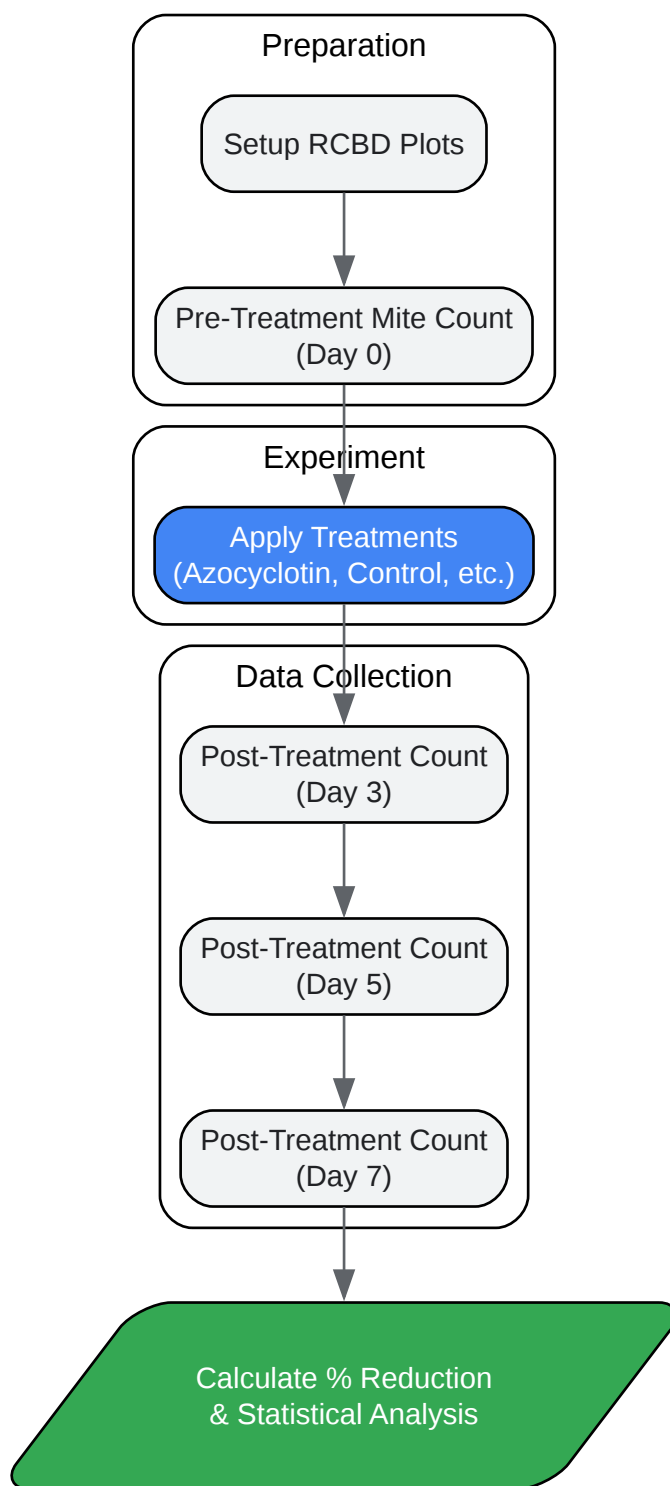 Preparation
Setup RCBD Plots
Pre-Treatment Mite Count
(Day 0)
Experiment
Apply Treatments
(Azocyclotin, Control, etc.)
Data Collection
Post-Treatment Count
(Day 3)
Post-Treatment Count
(Day 5)
Post-Treatment Count
(Day 7)
Calculate % Reduction
& Statistical Analysis